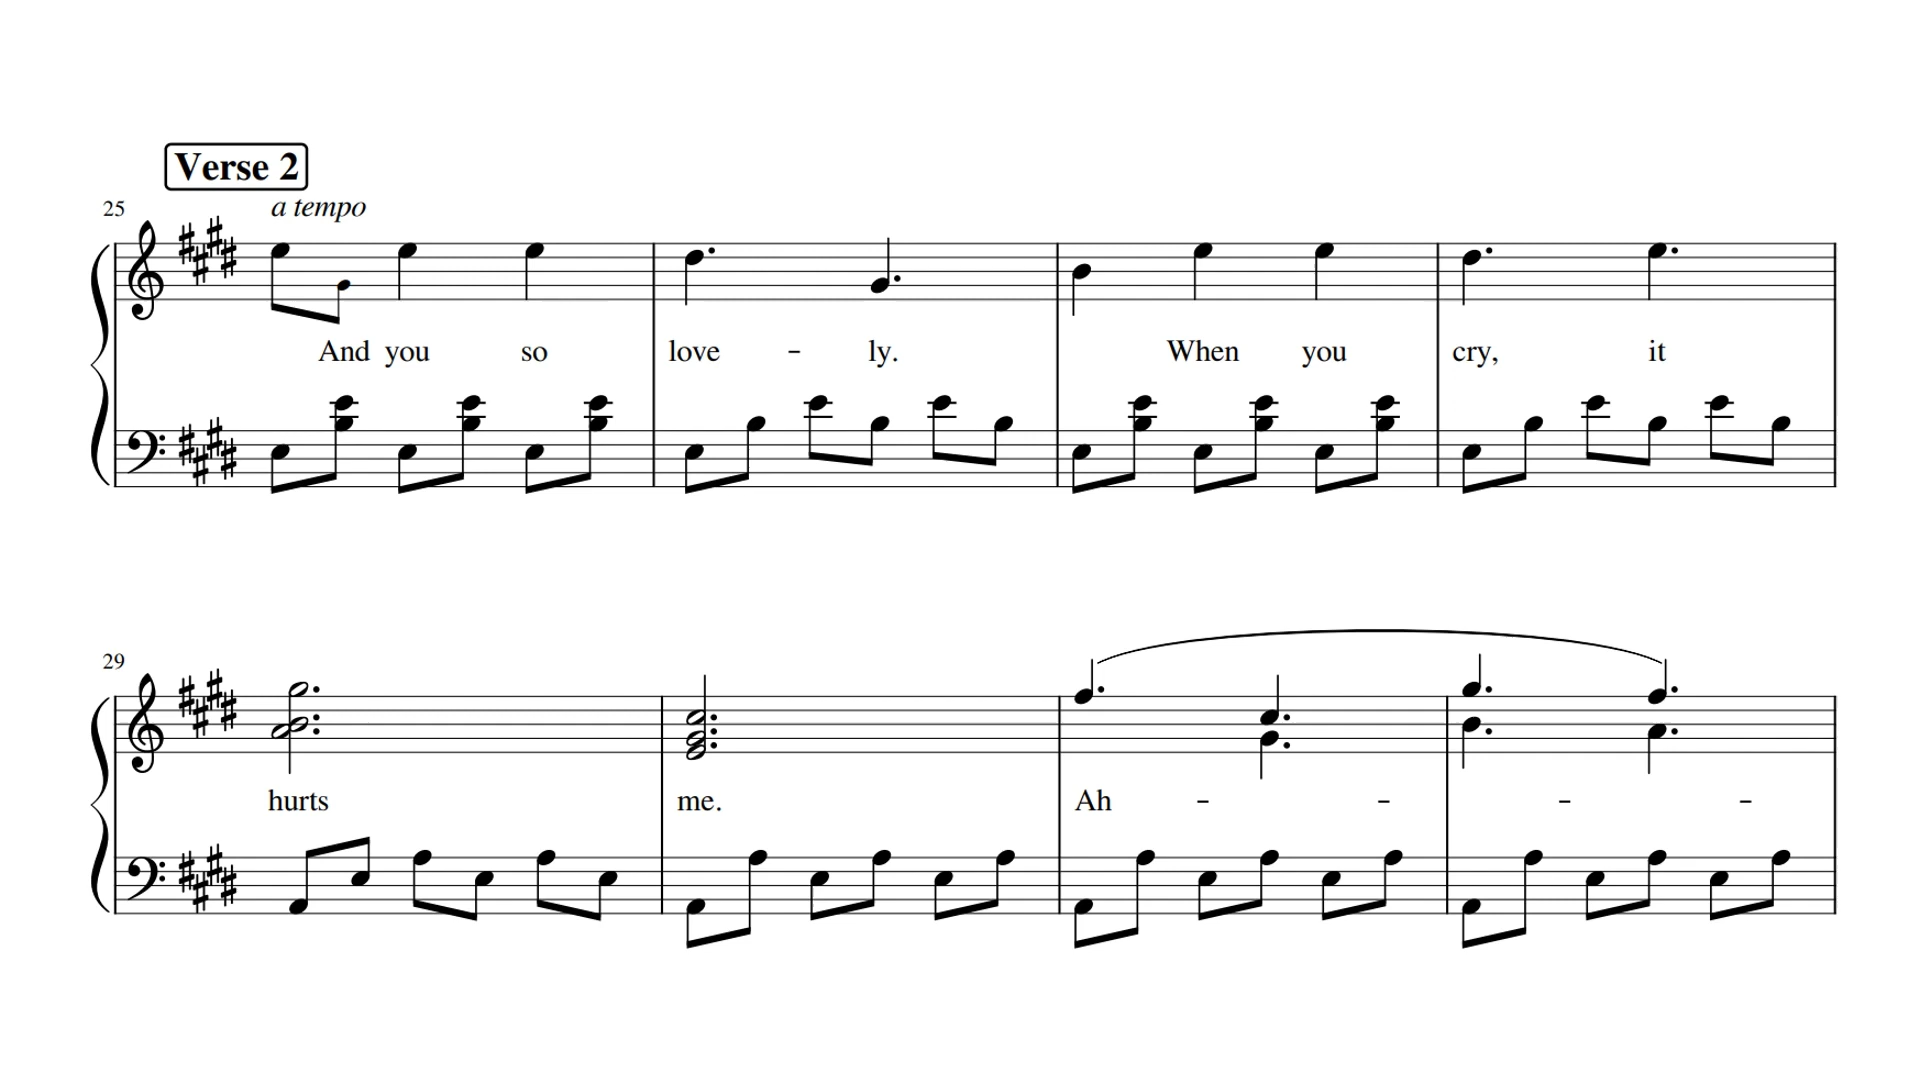 Verse 2
25
a tempo
And you so love - ly. When you cry, it
29
hurts me. Ah - - - -